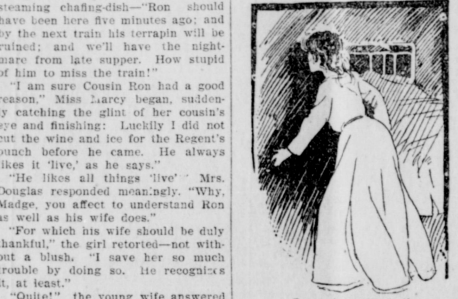 steaming chafing-dish—"Ron should
have been here five minutes ago; and
by the next train his terrapin will be
ruined; and we'll have the night-
mare from late supper. How stupid
of him to miss the train!"
"I am sure Cousin Ron had a good
reason," Miss Darcy began, sudden-
ly catching the glint of her cousin's
eye and finishing: Luckily I did not
put the wine and ice for the Regent's
punch before he came. He always
likes it 'live,' as he says."
"He likes all things 'live'" Mrs.
Douglas responded meaningly. "Why,
Madge, you affect to understand Ron
as well as his wife does."
"For which his wife should be duly
thankful," the girl retorted—not with-
out a blush. "I save her so much
trouble by doing so. He recognizes
it, at least."
"Quite!" the young wife answered